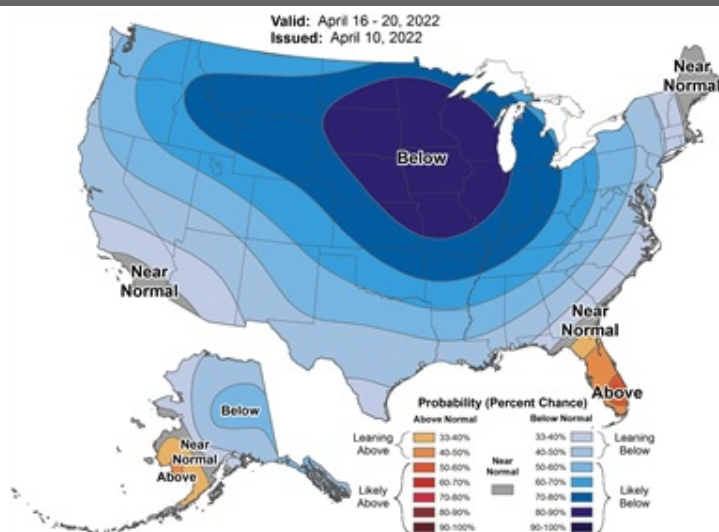 Valid: April 16 - 20, 2022
Issued: April 10, 2022
Near
Normal
Below
Near
Normal
Near
Normal
Above
Below
Near
Normal
Above
Probability (Percent Chance)
Above Normal
Below Normal
Leaning
Above
33-40%
40-50%
50-60%
60-70%
70-80%
80-90%
90-100%
Likely
Above
Near
Normal
33-40%
40-50%
50-60%
60-70%
70-80%
80-90%
90-100%
Leaning
Below
Likely
Below